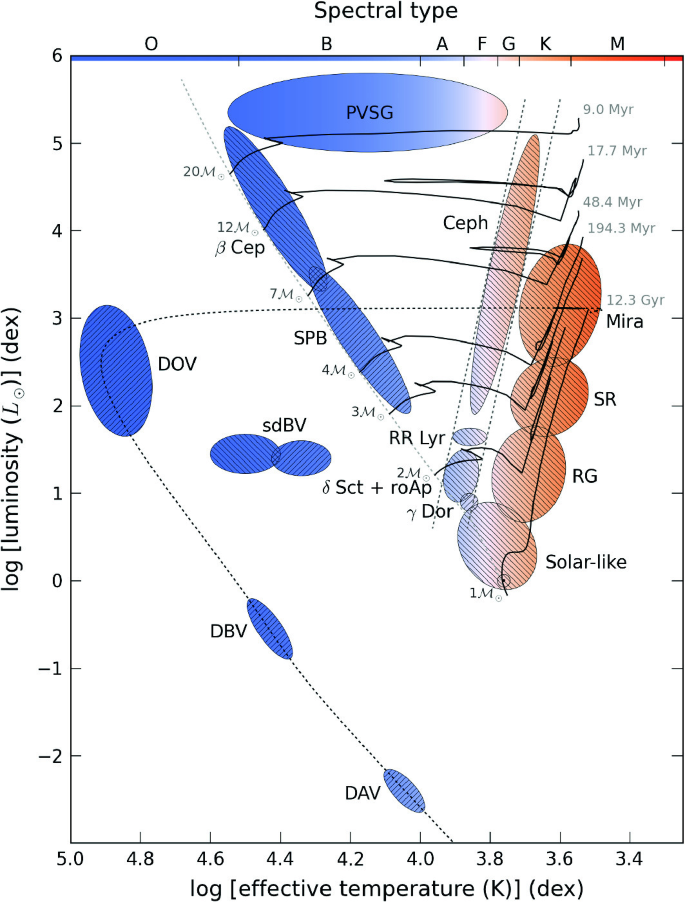 Spectral type
O B A F G K M
6
PVSG
9.0 Myr
5
17.7 Myr
20ℳ☉
48.4 Myr
Ceph
194.3 Myr
4
12ℳ☉
β Cep
7ℳ☉
12.3 Gyr
3
Mira
SPB
DOV
4ℳ☉
SR
2
3ℳ☉
sdBV
RR Lyr
2ℳ☉
RG
δ Sct + roAp
1
γ Dor
Solar-like
0
1ℳ☉
DBV
−1
−2
DAV
5.0 4.8 4.6 4.4 4.2 4.0 3.8 3.6 3.4
log [effective temperature (K)] (dex)
log [luminosity (L☉)] (dex)